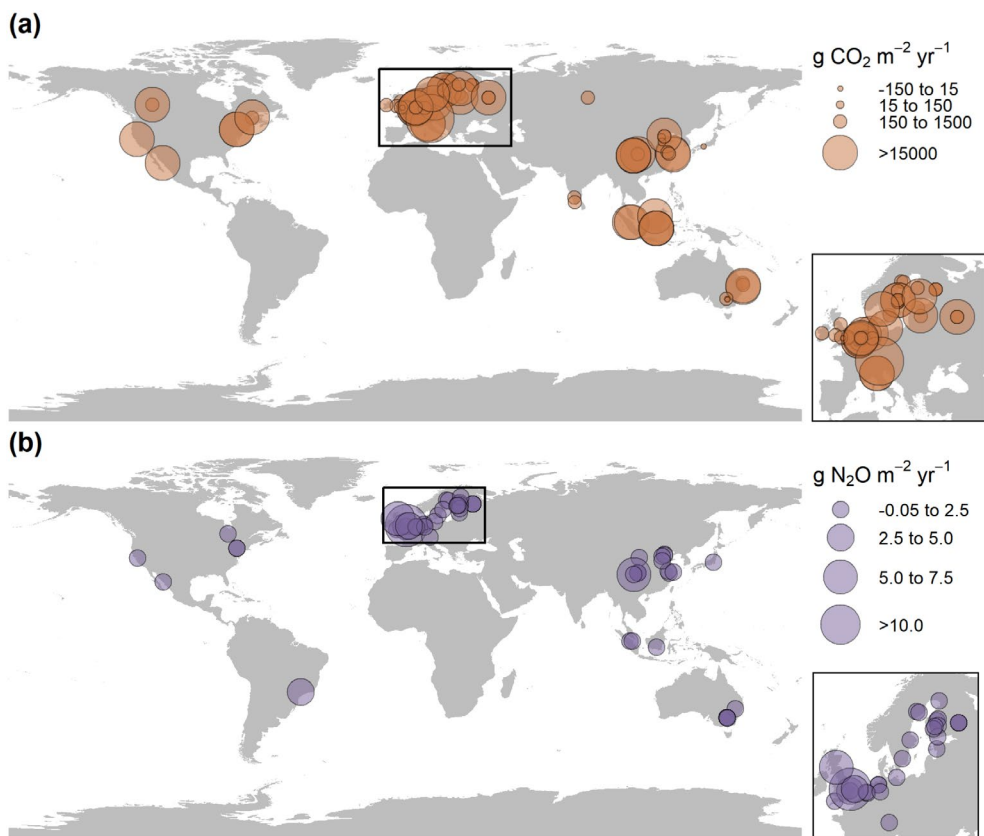 (a)
g CO₂ m⁻² yr⁻¹
-150 to 15
15 to 150
150 to 1500
>15000
(b)
g N₂O m⁻² yr⁻¹
-0.05 to 2.5
2.5 to 5.0
5.0 to 7.5
>10.0